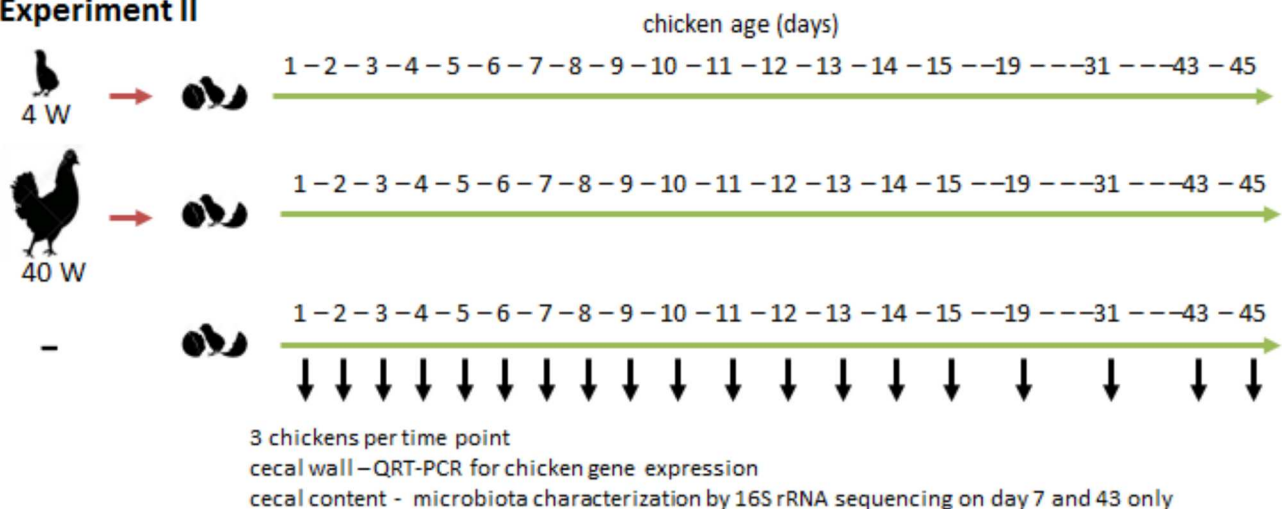 Experiment II
chicken age (days)
1 – 2 – 3 – 4 – 5 – 6 – 7 – 8 – 9 – 10 – 11 – 12 – 13 – 14 – 15 – –19 – – –31 – – –43 – 45
4 W
1 – 2 – 3 – 4 – 5 – 6 – 7 – 8 – 9 – 10 – 11 – 12 – 13 – 14 – 15 – –19 – – –31 – – –43 – 45
40 W
1 – 2 – 3 – 4 – 5 – 6 – 7 – 8 – 9 – 10 – 11 – 12 – 13 – 14 – 15 – –19 – – –31 – – –43 – 45
–
3 chickens per time point
cecal wall – QRT-PCR for chicken gene expression
cecal content - microbiota characterization by 16S rRNA sequencing on day 7 and 43 only